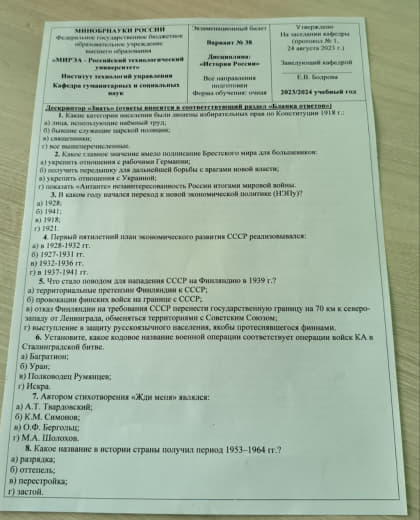 МИНОБРНАУКИ РОССИИ
Федеральное государственное бюджетное
образовательное учреждение
высшего образования
«МИРЭА - Российский технологический
университет»
Институт технологий управления
Кафедра гуманитарных и социальных
наук
Экзаменационный билет
Вариант № 38
Дисциплина:
«История России»
Все направления
подготовки
Форма обучения: очная
Утверждено
На заседании кафедры
(протокол № 1,
24 августа 2023 г.)
Заведующий кафедрой
Е.В. Бодрова
2023/2024 учебный год
Дескриптор «Знать» (ответы вносятся в соответствующий раздел «Бланка ответов»)
1. Какие категории населения были лишены избирательных прав по Конституции 1918 г.:
а) лица, использующие наёмный труд;
б) бывшие служащие царской полиции;
в) священники;
г) все вышеперечисленные.
2. Какое главное значение имело подписание Брестского мира для большевиков:
а) укрепить отношения с рабочими Германии;
б) получить передышку для дальнейшей борьбы с врагами новой власти;
в) укрепить отношения с Украиной;
г) показать «Антанте» незаинтересованность России итогами мировой войны.
3. В каком году начался переход к новой экономической политике (НЭПу)?
а) 1928;
б) 1941;
в) 1918;
г) 1921.
4. Первый пятилетний план экономического развития СССР реализовывался:
а) в 1928-1932 гг.
б) 1927-1931 гг.
в) 1932-1936 гг.
г) в 1937-1941 гг.
5. Что стало поводом для нападения СССР на Финляндию в 1939 г.?
а) территориальные претензии Финляндии к СССР;
б) провокации финских войск на границе с СССР;
в) отказ Финляндии на требования СССР перенести государственную границу на 70 км к северо-
западу от Ленинграда, обменяться территориями с Советским Союзом;
г) выступление в защиту русскоязычного населения, якобы протестящегося финнами.
6. Установите, какое кодовое название военной операции соответствует операции войск КА в
Сталинградской битве.
а) Багратион;
б) Уран;
в) Полководец Румянцев;
г) Искра.
7. Автором стихотворения «Жди меня» являлся:
а) А.Т. Твардовский;
б) К.М. Симонов;
в) О.Ф. Берггольц;
г) М.А. Шолохов.
8. Какое название в истории страны получил период 1953–1964 гг.?
а) разрядка;
б) оттепель;
в) перестройка;
г) застой.